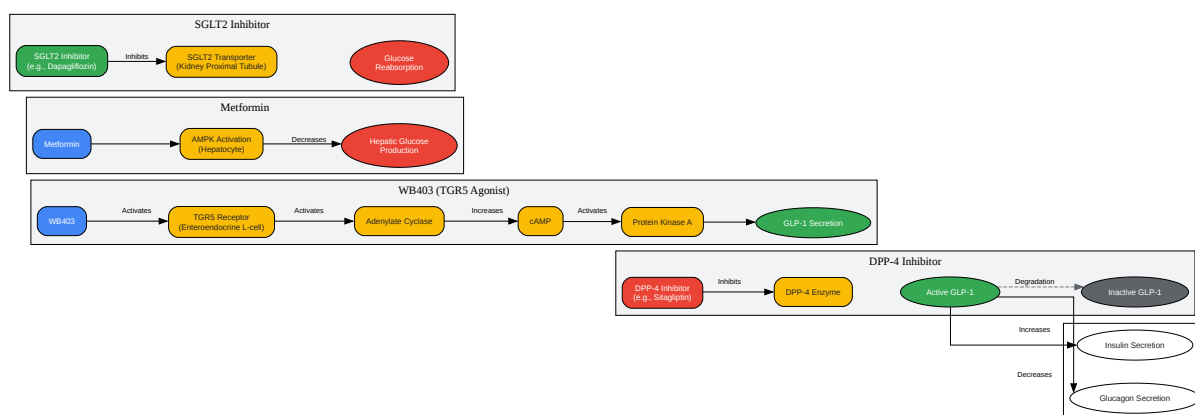 SGLT2 Inhibitor
SGLT2 Inhibitor
(e.g., Dapagliflozin)
Inhibits
SGLT2 Transporter
(Kidney Proximal Tubule)
Glucose
Reabsorption
Metformin
Metformin
AMPK Activation
(Hepatocyte)
Decreases
Hepatic Glucose
Production
WB403 (TGR5 Agonist)
WB403
Activates
TGR5 Receptor
(Enteroendocrine L-cell)
Activates
Adenylate Cyclase
Increases
cAMP
Activates
Protein Kinase A
GLP-1 Secretion
DPP-4 Inhibitor
DPP-4 Inhibitor
(e.g., Sitagliptin)
Inhibits
DPP-4 Enzyme
Active GLP-1
Degradation
Inactive GLP-1
Increases
Insulin Secretion
Decreases
Glucagon Secretion